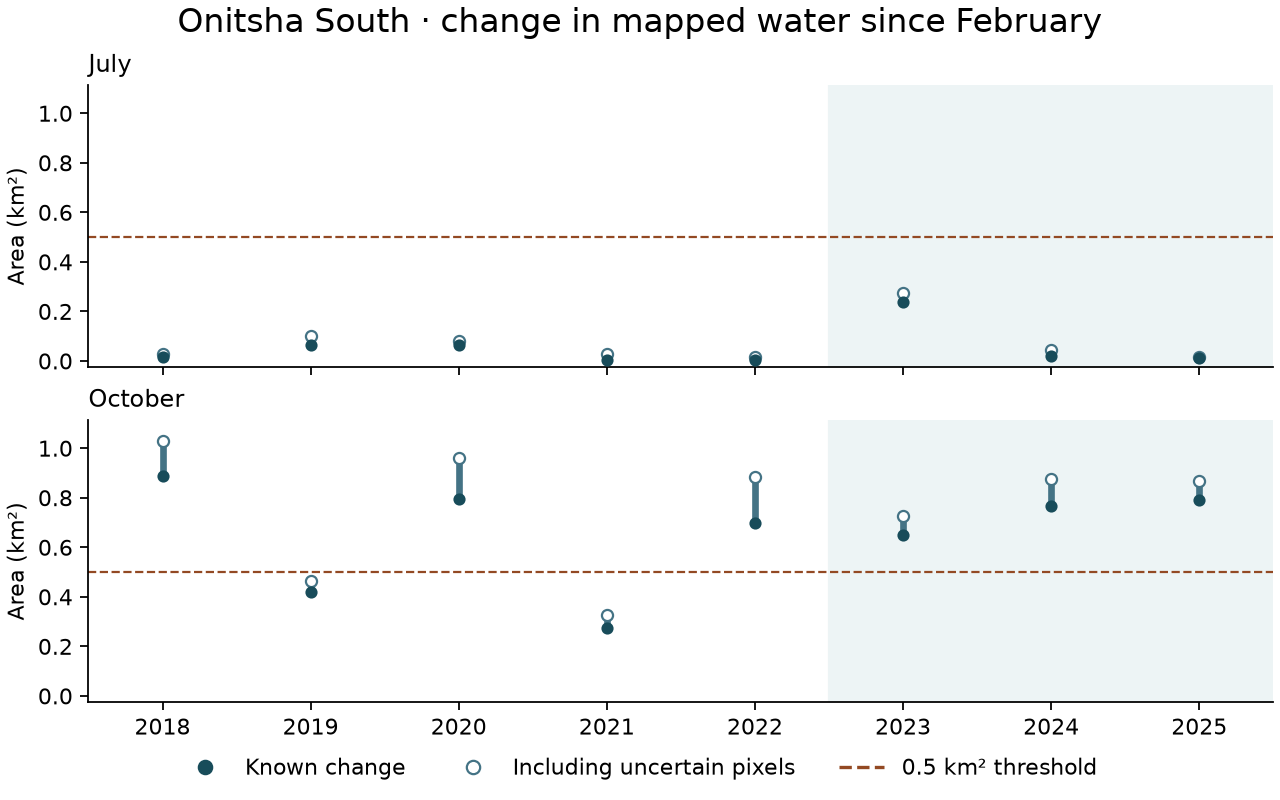 Onitsha South · change in mapped water since February
July
Area (km²)
1.0
0.8
0.6
0.4
0.2
0.0
October
Area (km²)
1.0
0.8
0.6
0.4
0.2
0.0
2018 2019 2020 2021 2022 2023 2024 2025
Known change Including uncertain pixels 0.5 km² threshold